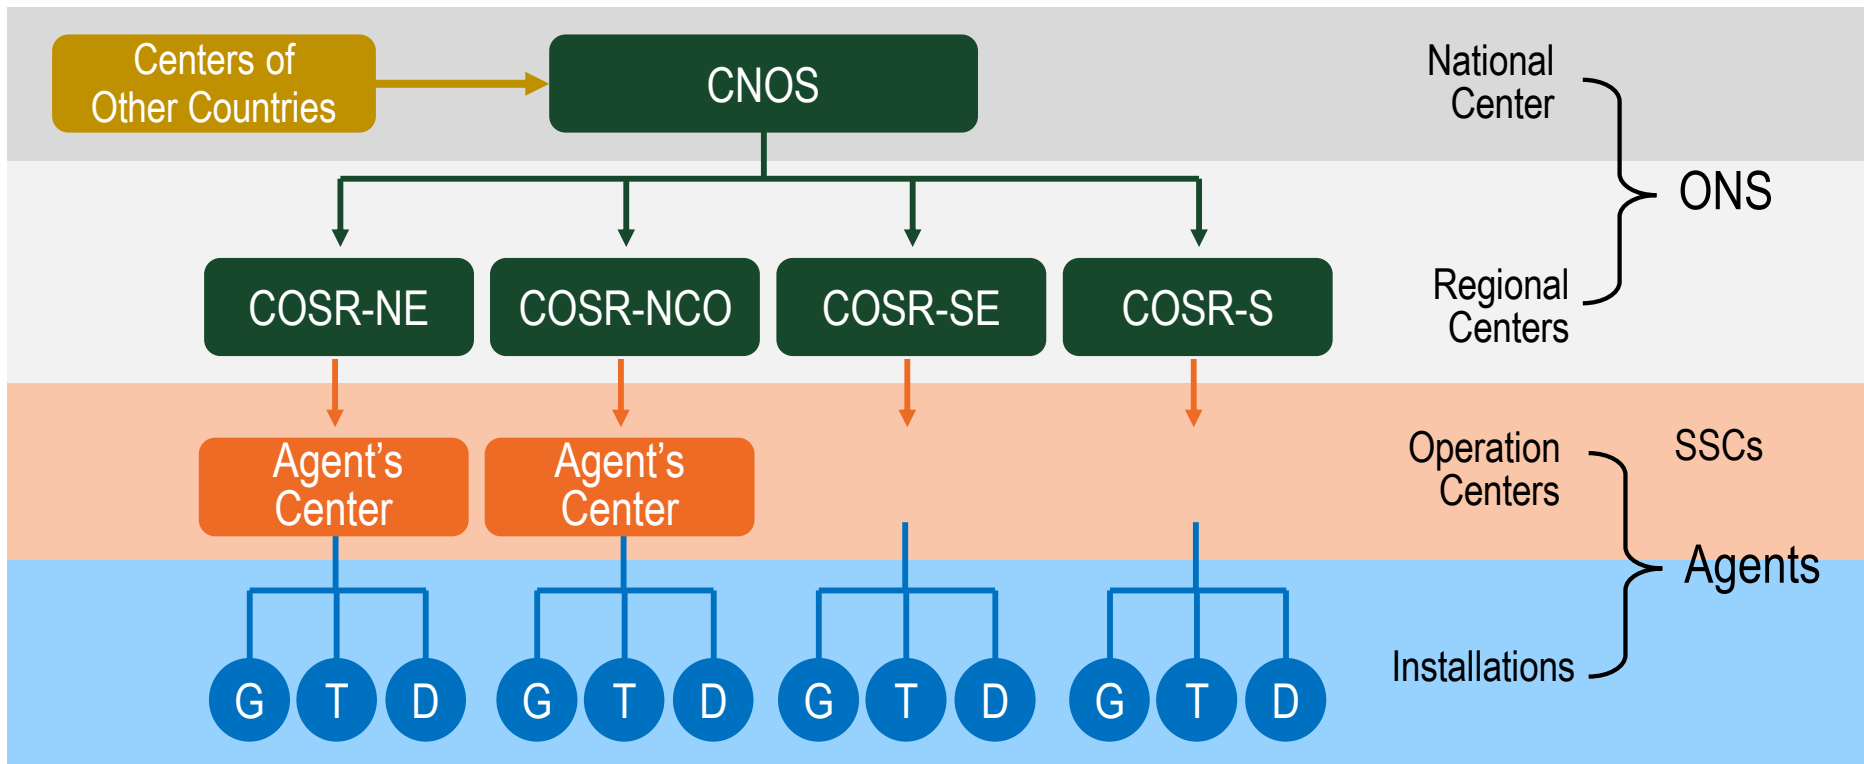 Centers of
Other Countries
CNOS
National
Center
ONS
COSR-NE
COSR-NCO
COSR-SE
COSR-S
Regional
Centers
Agent’s
Center
Agent’s
Center
Operation
Centers
SSCs
Agents
Installations
G
T
D
G
T
D
G
T
D
G
T
D